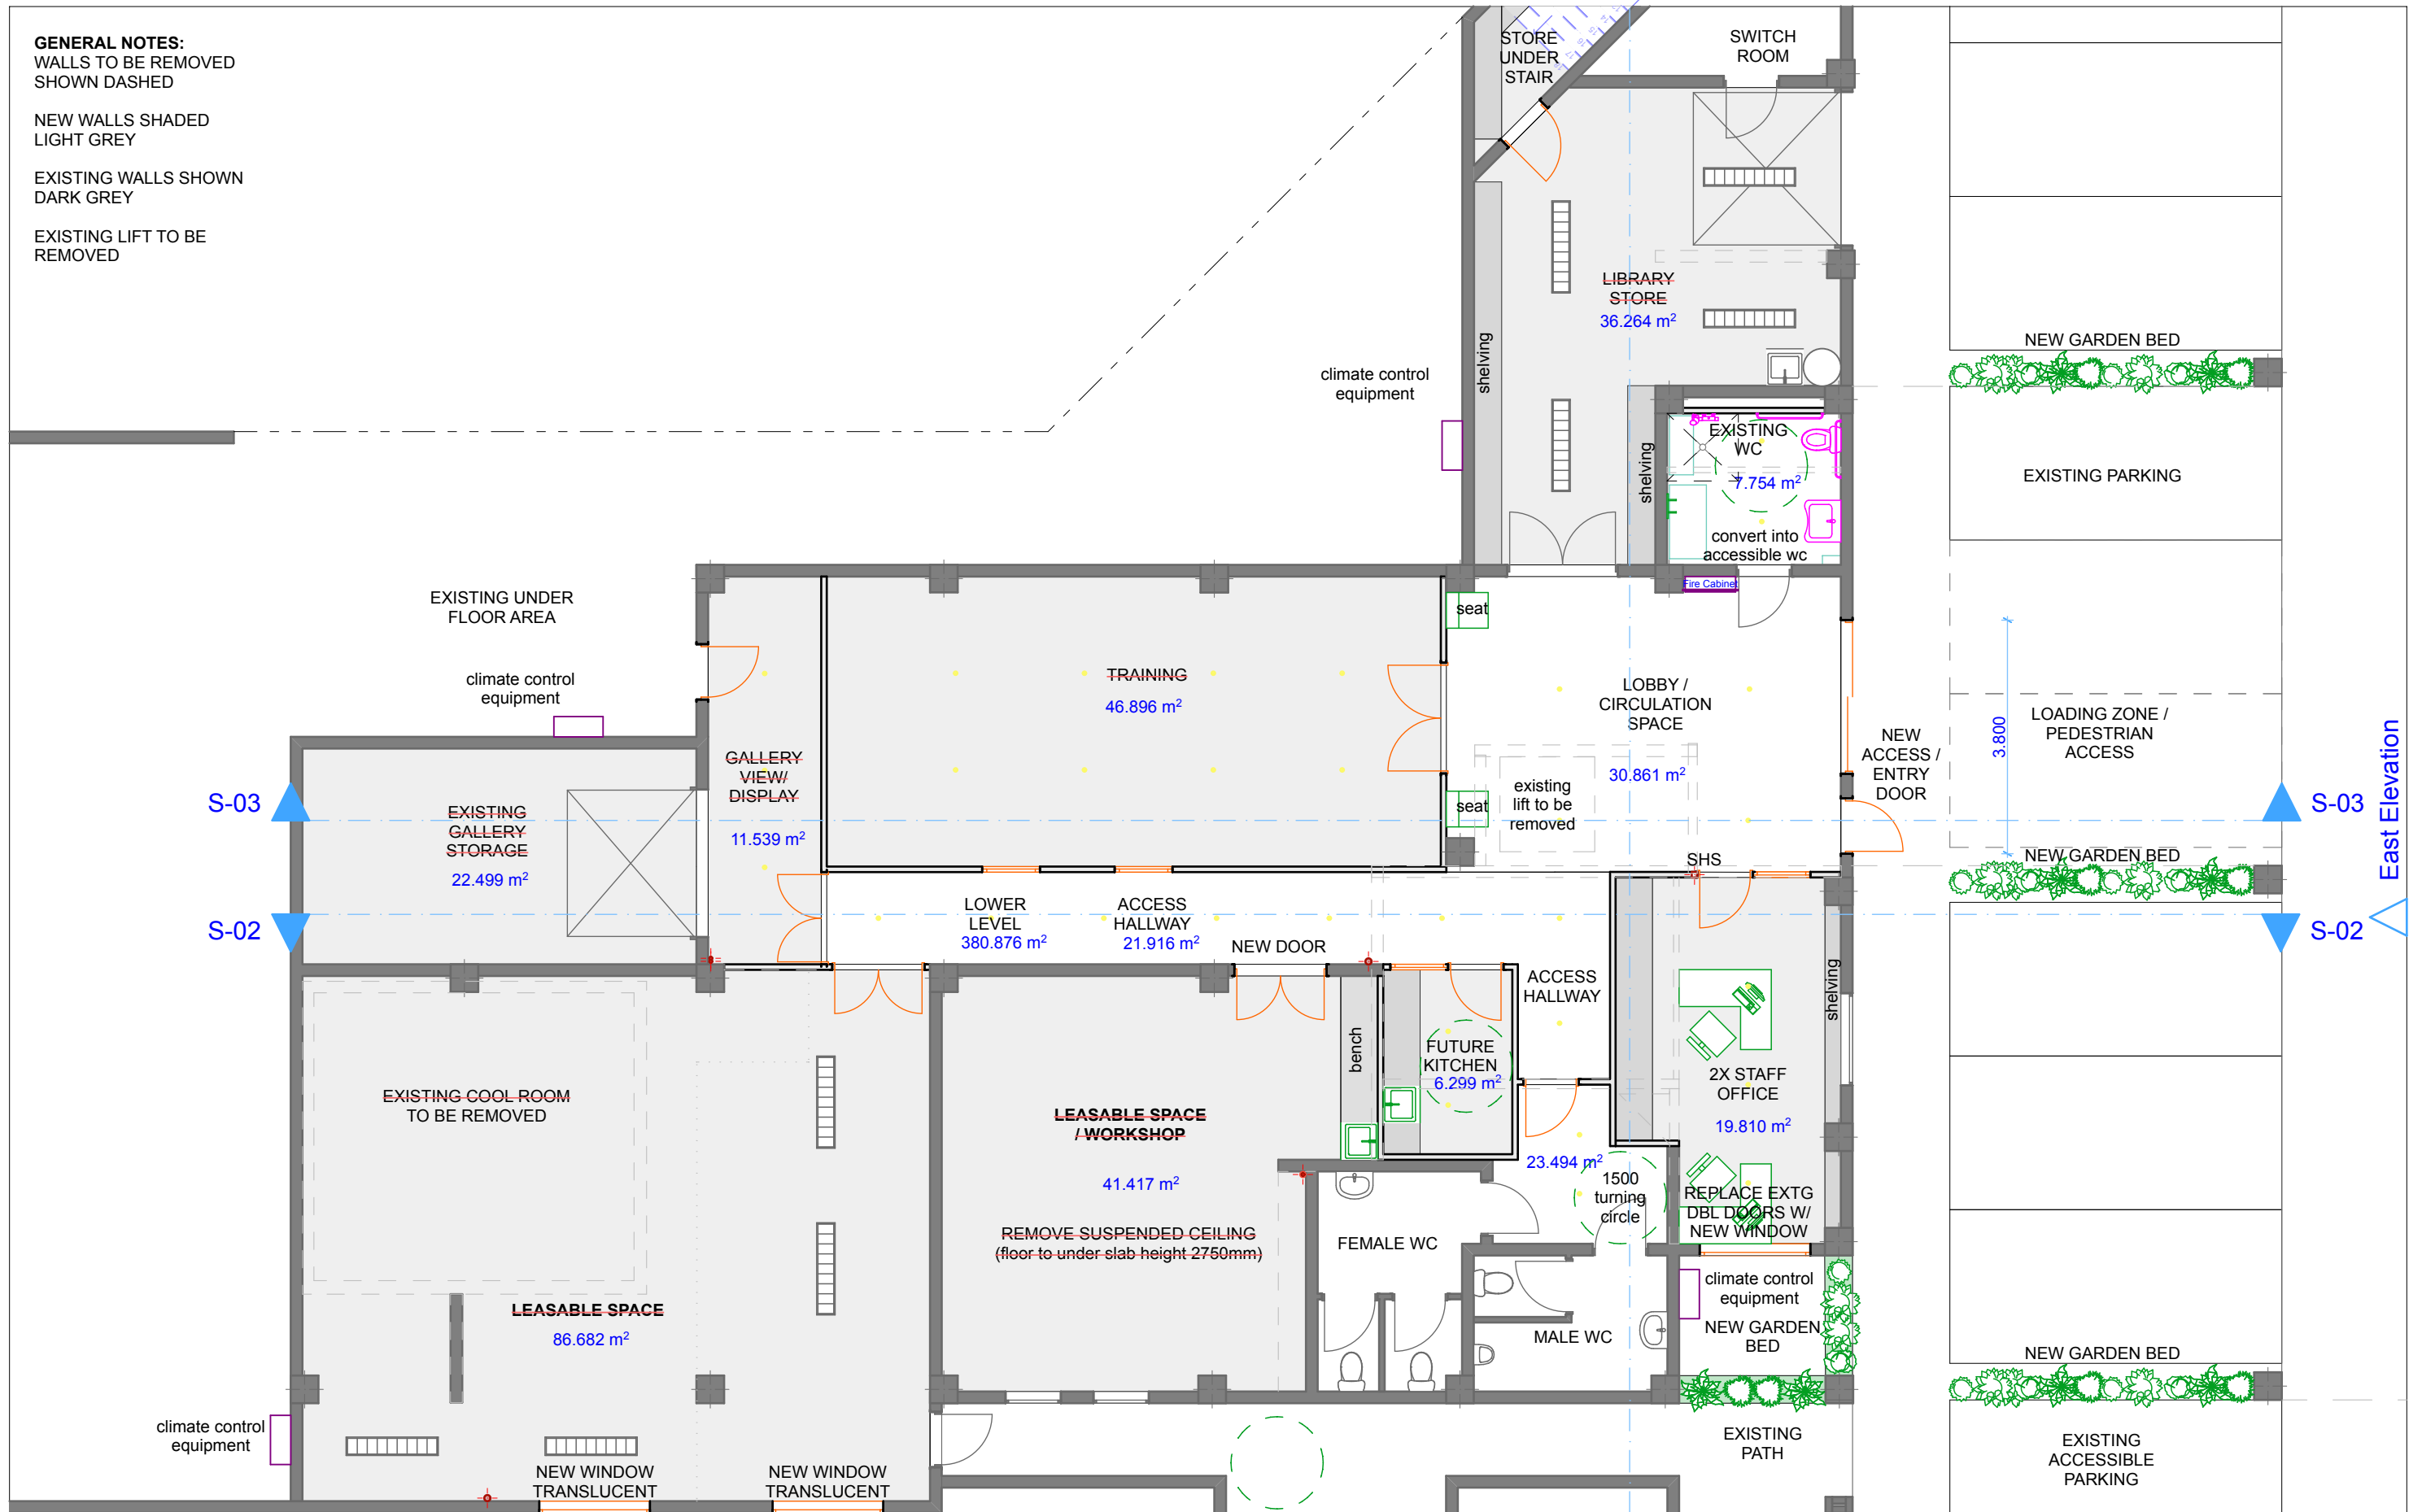 GENERAL NOTES:
WALLS TO BE REMOVED
SHOWN DASHED
NEW WALLS SHADED
LIGHT GREY
EXISTING WALLS SHOWN
DARK GREY
EXISTING LIFT TO BE
REMOVED
STORE
UNDER
STAIR
SWITCH
ROOM
LIBRARY
STORE
36.264 m²
shelving
climate control
equipment
shelving
EXISTING
WC
7.754 m²
convert into
accessible wc
Fire Cabinet
NEW GARDEN BED
EXISTING PARKING
EXISTING UNDER
FLOOR AREA
climate control
equipment
TRAINING
46.896 m²
seat
seat
LOBBY /
CIRCULATION
SPACE
30.861 m²
existing
lift to be
removed
NEW
ACCESS /
ENTRY
DOOR
3.800
LOADING ZONE /
PEDESTRIAN
ACCESS
GALLERY
VIEW/
DISPLAY
11.539 m²
EXISTING
GALLERY
STORAGE
22.499 m²
S-03
S-02
S-03
S-02
East Elevation
NEW GARDEN BED
SHS
LOWER
LEVEL
380.876 m²
ACCESS
HALLWAY
21.916 m²
NEW DOOR
ACCESS
HALLWAY
shelving
bench
FUTURE
KITCHEN
6.299 m²
2X STAFF
OFFICE
19.810 m²
EXISTING COOL ROOM
TO BE REMOVED
LEASABLE SPACE
/ WORKSHOP
41.417 m²
REMOVE SUSPENDED CEILING
(floor to under slab height 2750mm)
23.494 m²
1500
turning
circle
REPLACE EXTG
DBL DOORS W/
NEW WINDOW
FEMALE WC
MALE WC
climate control
equipment
NEW GARDEN
BED
LEASABLE SPACE
86.682 m²
NEW GARDEN BED
climate control
equipment
NEW WINDOW
TRANSLUCENT
NEW WINDOW
TRANSLUCENT
EXISTING
PATH
EXISTING
ACCESSIBLE
PARKING